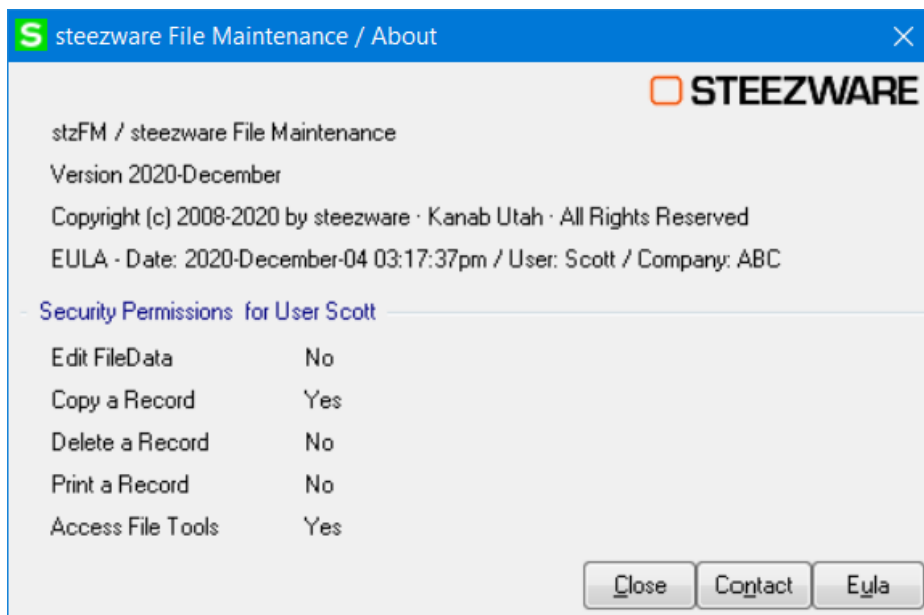 S steezware File Maintenance / About
STEEZWARE
stzFM / steezware File Maintenance
Version 2020-December
Copyright (c) 2008-2020 by steezware · Kanab Utah · All Rights Reserved
EULA - Date: 2020-December-04 03:17:37pm / User: Scott / Company: ABC
Security Permissions for User Scott
Edit FileData No
Copy a Record Yes
Delete a Record No
Print a Record No
Access File Tools Yes
Close Contact Eula